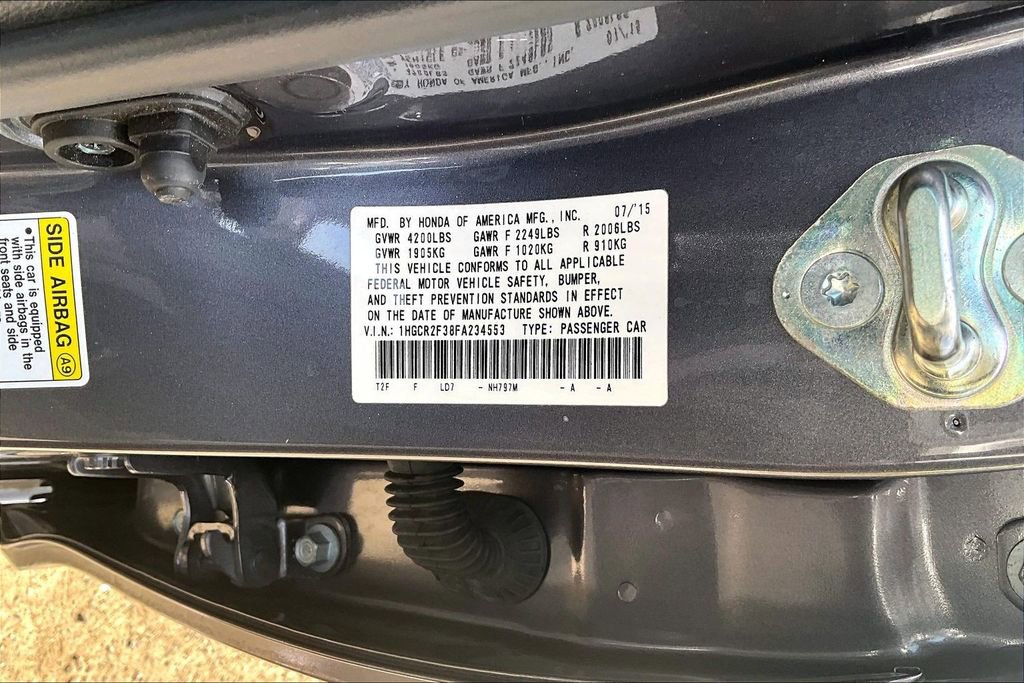 MFD. BY HONDA OF AMERICA MFG., INC. 07/'15
GVWR 4200LBS GAWR F 2249LBS R 2006LBS
GVWR 1905KG GAWR F 1020KG R 910KG
THIS VEHICLE CONFORMS TO ALL APPLICABLE
FEDERAL MOTOR VEHICLE SAFETY, BUMPER,
AND THEFT PREVENTION STANDARDS IN EFFECT
ON THE DATE OF MANUFACTURE SHOWN ABOVE.
V.I.N.: 1HGCR2F38FA234553 TYPE: PASSENGER CAR
T2F F LD7 - NH797M - A - A
SIDE AIRBAG A9
• This car is equipped
with side airbags in the
front seats and side